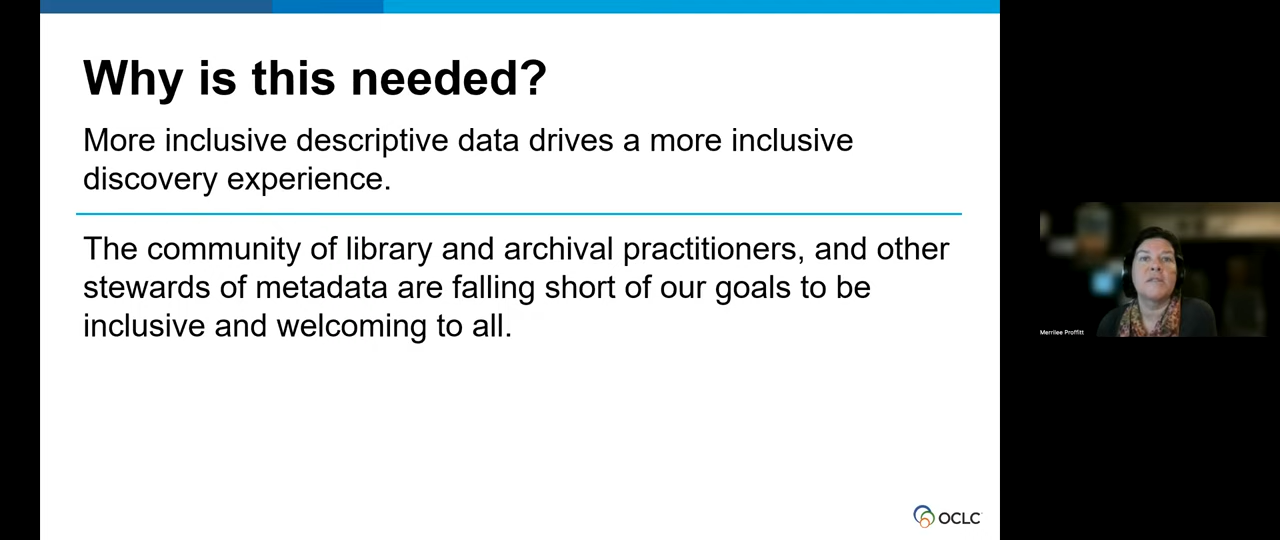 Why is this needed?
More inclusive descriptive data drives a more inclusive
discovery experience.
The community of library and archival practitioners, and other
stewards of metadata are falling short of our goals to be
inclusive and welcoming to all.
Merrilee Proffitt
OCLC